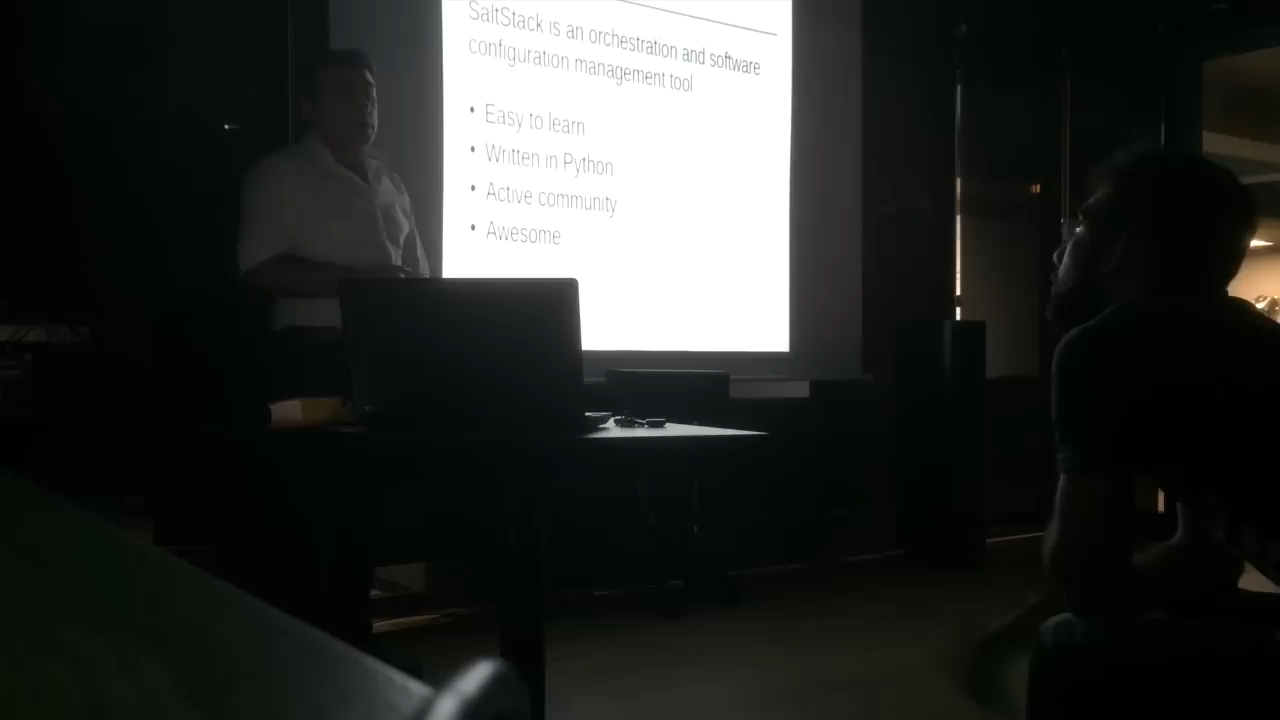 SaltStack is an orchestration and software
configuration management tool
• Easy to learn
• Written in Python
• Active community
• Awesome